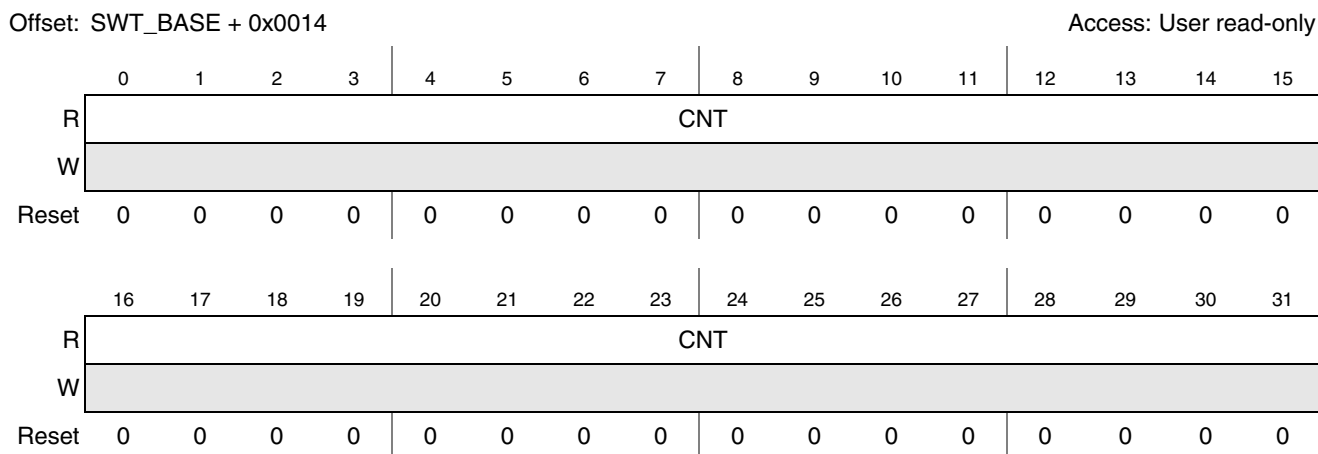 Offset: SWT_BASE + 0x0014 Access: User read-only
0 1 2 3 4 5 6 7 8 9 10 11 12 13 14 15
R CNT
W
Reset 0 0 0 0 0 0 0 0 0 0 0 0 0 0 0 0
16 17 18 19 20 21 22 23 24 25 26 27 28 29 30 31
R CNT
W
Reset 0 0 0 0 0 0 0 0 0 0 0 0 0 0 0 0